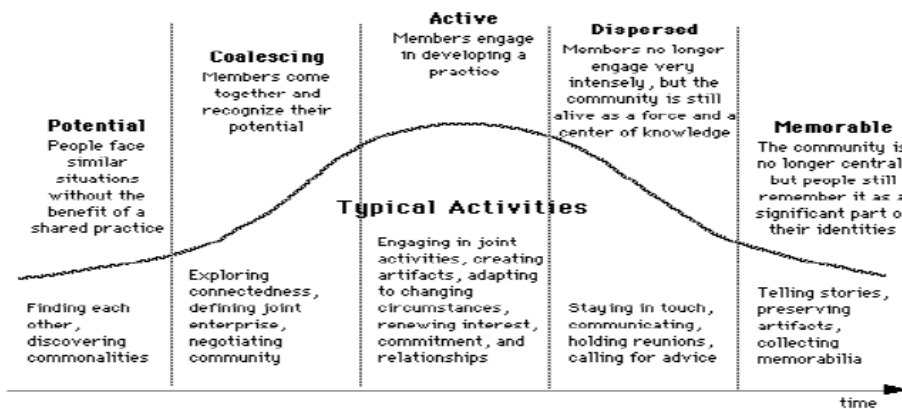 Potential
People face
similar
situations
without the
benefit of a
shared practice
Coalescing
Members come
together and
recognize their
potential
Active
Members engage
in developing a
practice
Dispersed
Members no longer
engage very
intensely, but the
community is still
alive as a force and a
center of knowledge
Memorable
The community is
no longer central,
but people still
remember it as a
significant part o
their identities
Typical Activities
Finding each
other,
discovering
commonalities
Exploring
connectedness,
defining joint
enterprise,
negotiating
community
Engaging in joint
activities, creating
artifacts, adapting
to changing
circumstances,
renewing interest,
commitment, and
relationships
Staying in touch,
communicating,
holding reunions,
calling for advice
Telling stories,
preserving
artifacts,
collecting
memorabilia
time